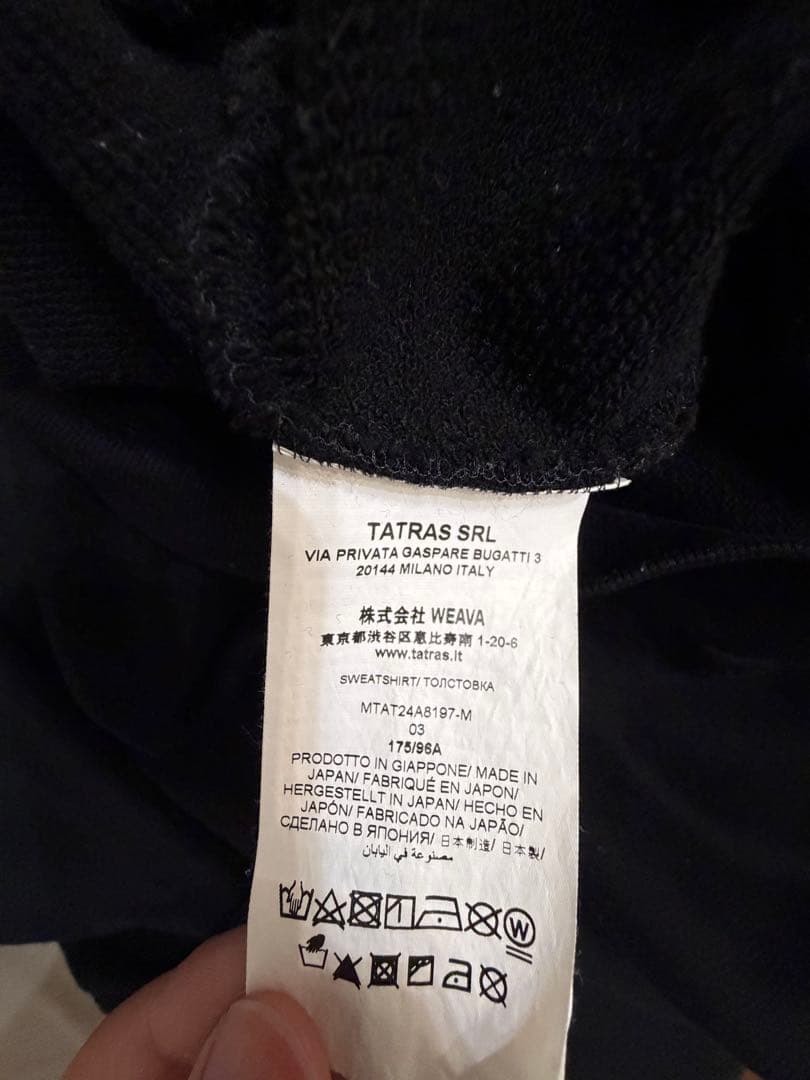 TATRAS SRL
VIA PRIVATA GASPARE BUGATTI 3
20144 MILANO ITALY
株式会社 WEAVA
東京都渋谷区恵比寿南 1-20-6
www.tatras.it
SWEATSHIRT/ ТОЛСТОВКА
MTAT24A8197-M
03
175/96A
PRODOTTO IN GIAPPONE/ MADE IN
JAPAN/ FABRIQUÉ EN JAPON/
HERGESTELLT IN JAPAN/ HECHO EN
JAPÓN/ FABRICADO NA JAPÃO/
СДЕЛАНО В ЯПОНИЯ/ 日本制造/ 日本製/
مصنوعة في اليابان
W